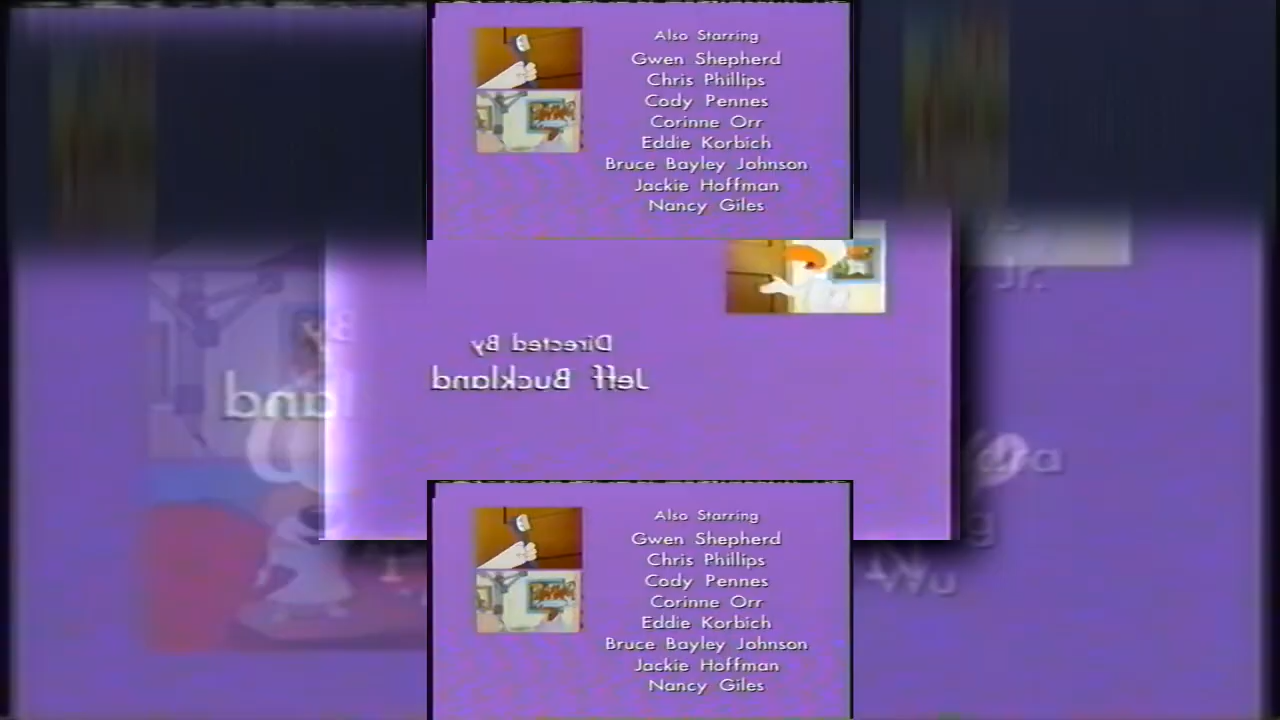 Also Starring
Gwen Shepherd
Chris Phillips
Cody Pennes
Corinne Orr
Eddie Korbich
Bruce Bayley Johnson
Jackie Hoffman
Nancy Giles
Jr.
Directed By
Jeff Buckland
Also Starring
Gwen Shepherd
Chris Phillips
Cody Pennes
Corinne Orr
Eddie Korbich
Bruce Bayley Johnson
Jackie Hoffman
Nancy Giles